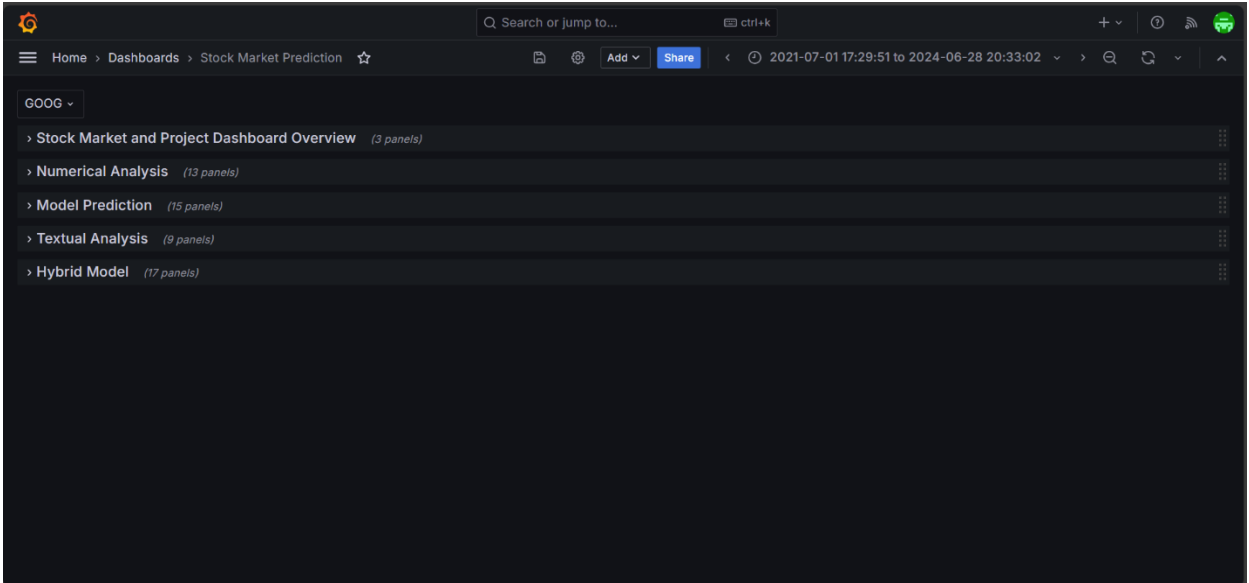 Search or jump to... ctrl+k
Home › Dashboards › Stock Market Prediction Add Share 2021-07-01 17:29:51 to 2024-06-28 20:33:02
GOOG
Stock Market and Project Dashboard Overview (3 panels)
Numerical Analysis (13 panels)
Model Prediction (15 panels)
Textual Analysis (9 panels)
Hybrid Model (17 panels)